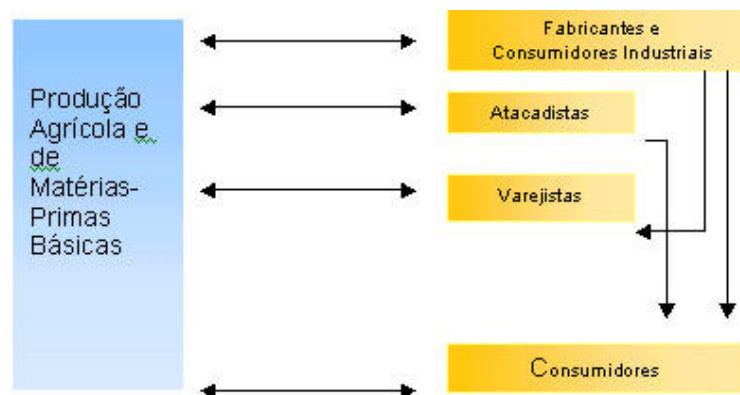 Produção
Agrícola e
de
Matérias-
Primas
Básicas
Fabricantes e
Consumidores Industriais
Atacadistas
Varejistas
Consumidores